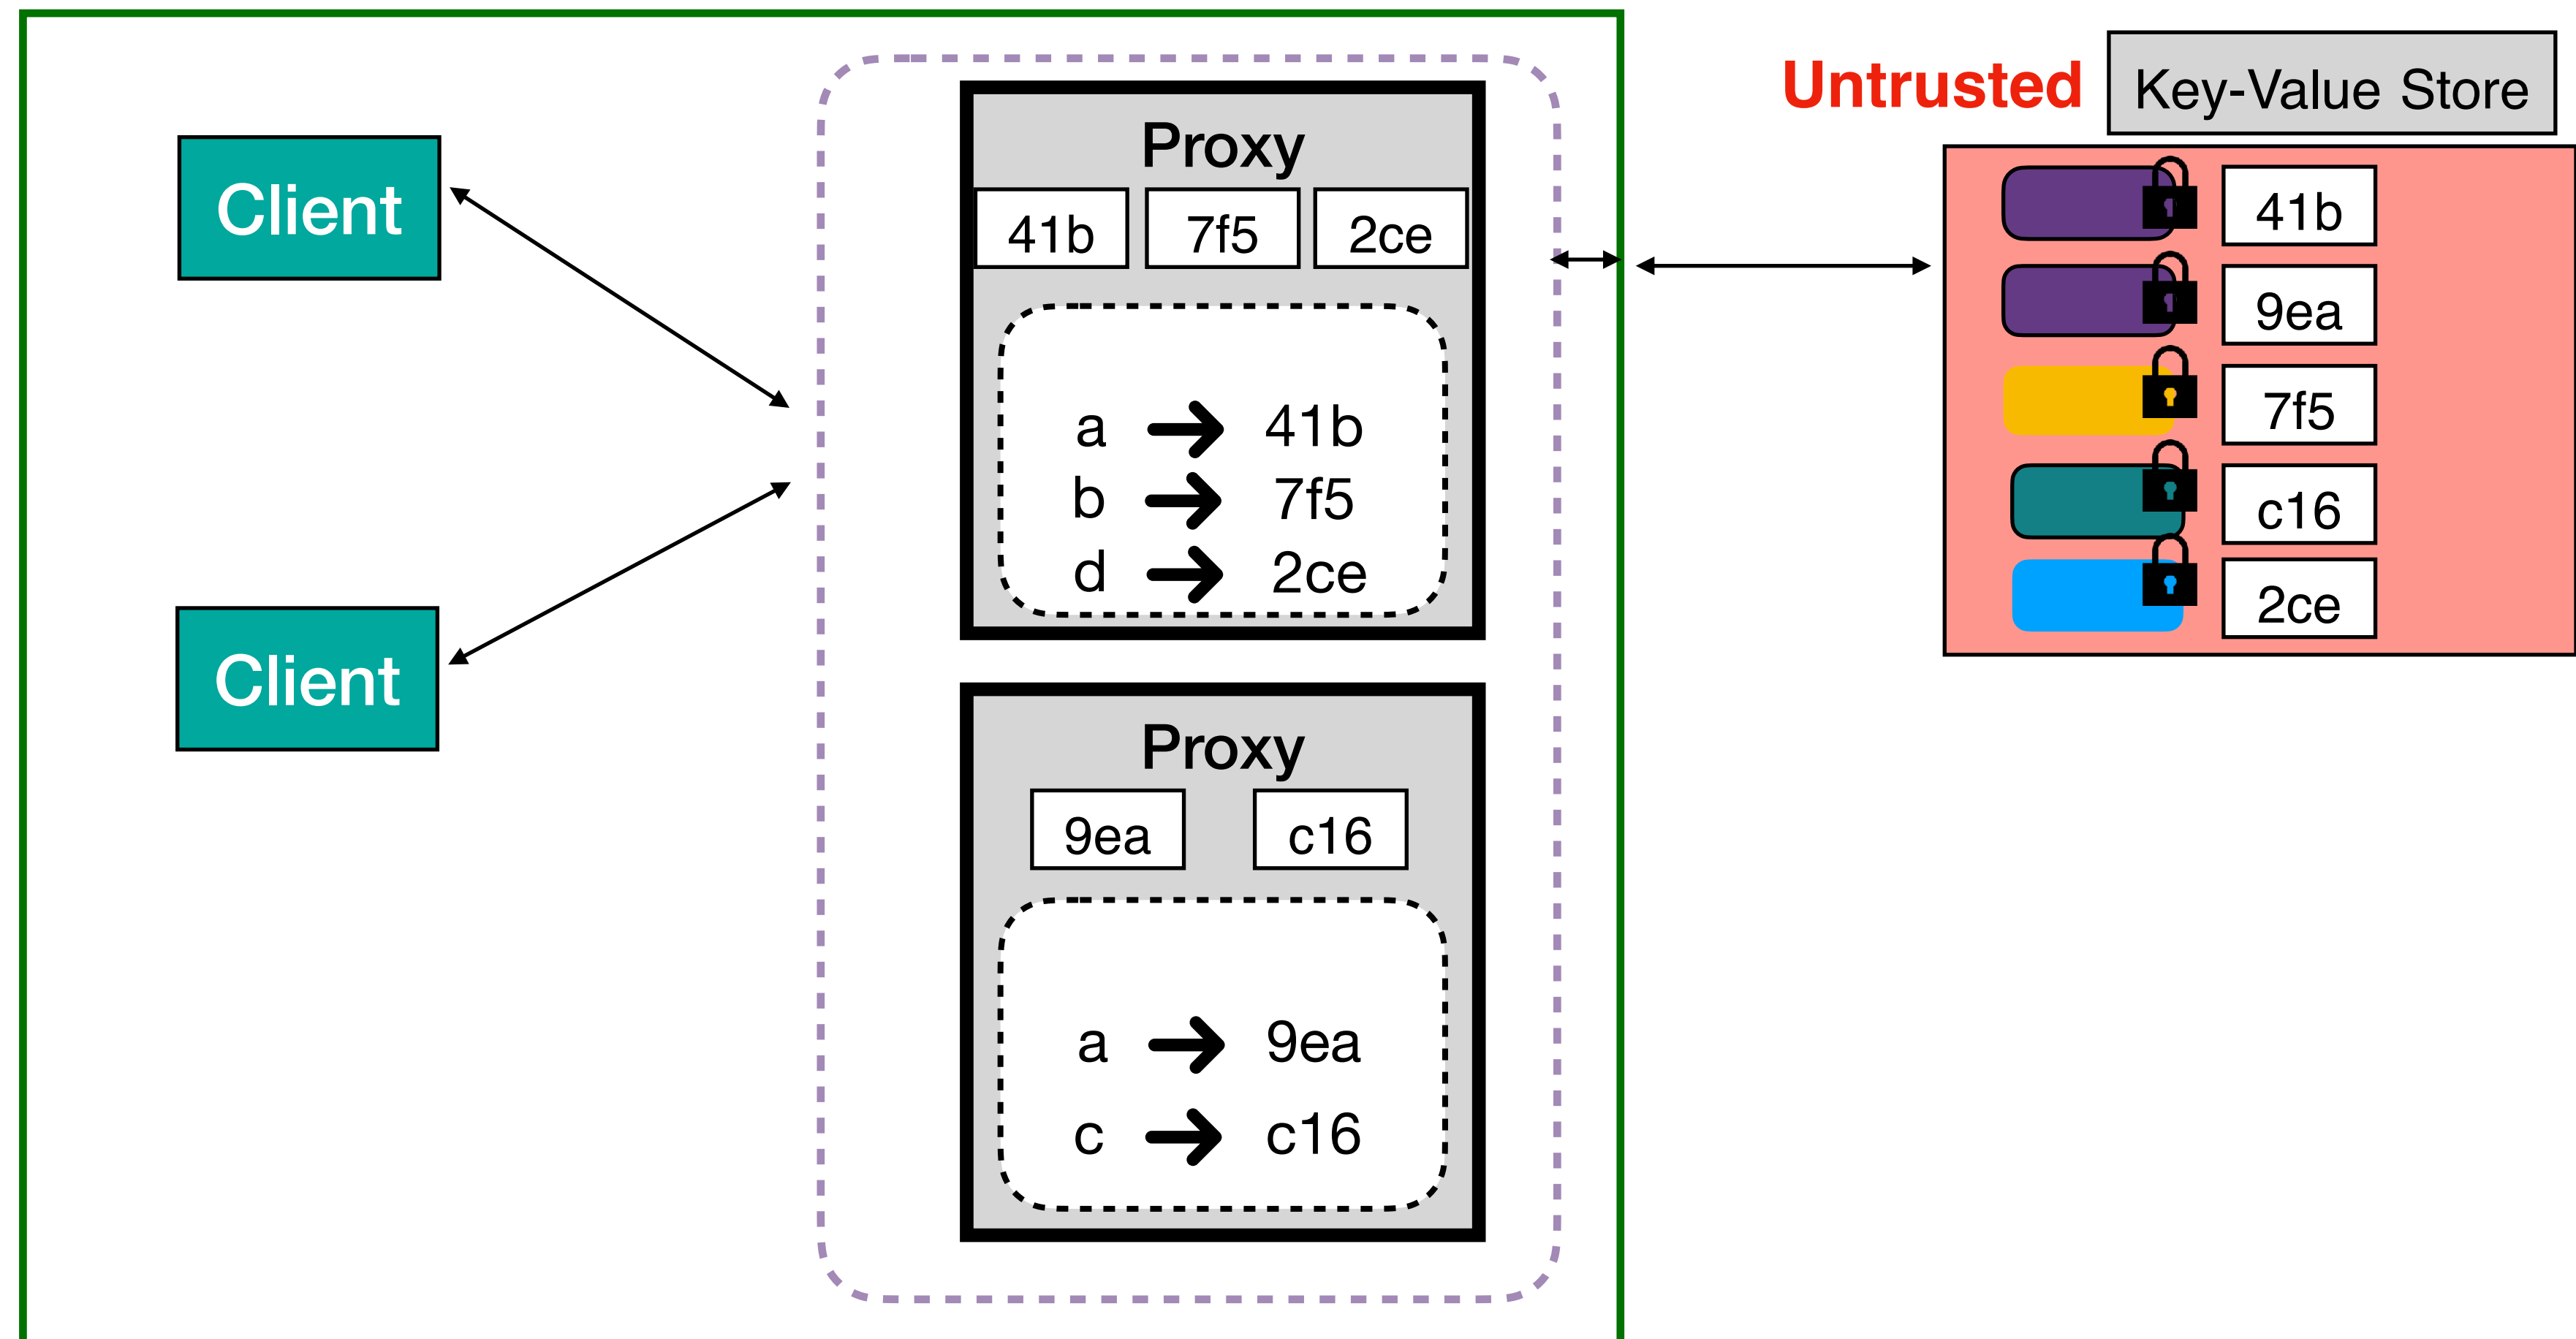 Client
Client
Proxy
41b 7f5 2ce
a → 41b
b → 7f5
d → 2ce
Proxy
9ea c16
a → 9ea
c → c16
Untrusted Key-Value Store
41b
9ea
7f5
c16
2ce